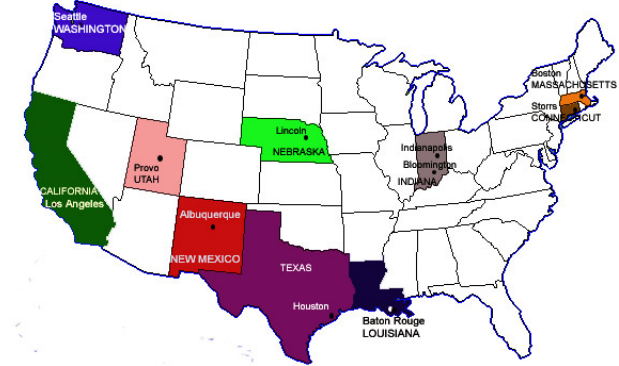 Seattle
WASHINGTON
Boston
MASSACHUSETTS
Storrs
CONNECTICUT
Lincoln
NEBRASKA
Indianapolis
Bloomington
INDIANA
Provo
UTAH
CALIFORNIA
Los Angeles
Albuquerque
NEW MEXICO
TEXAS
Houston
Baton Rouge
LOUISIANA